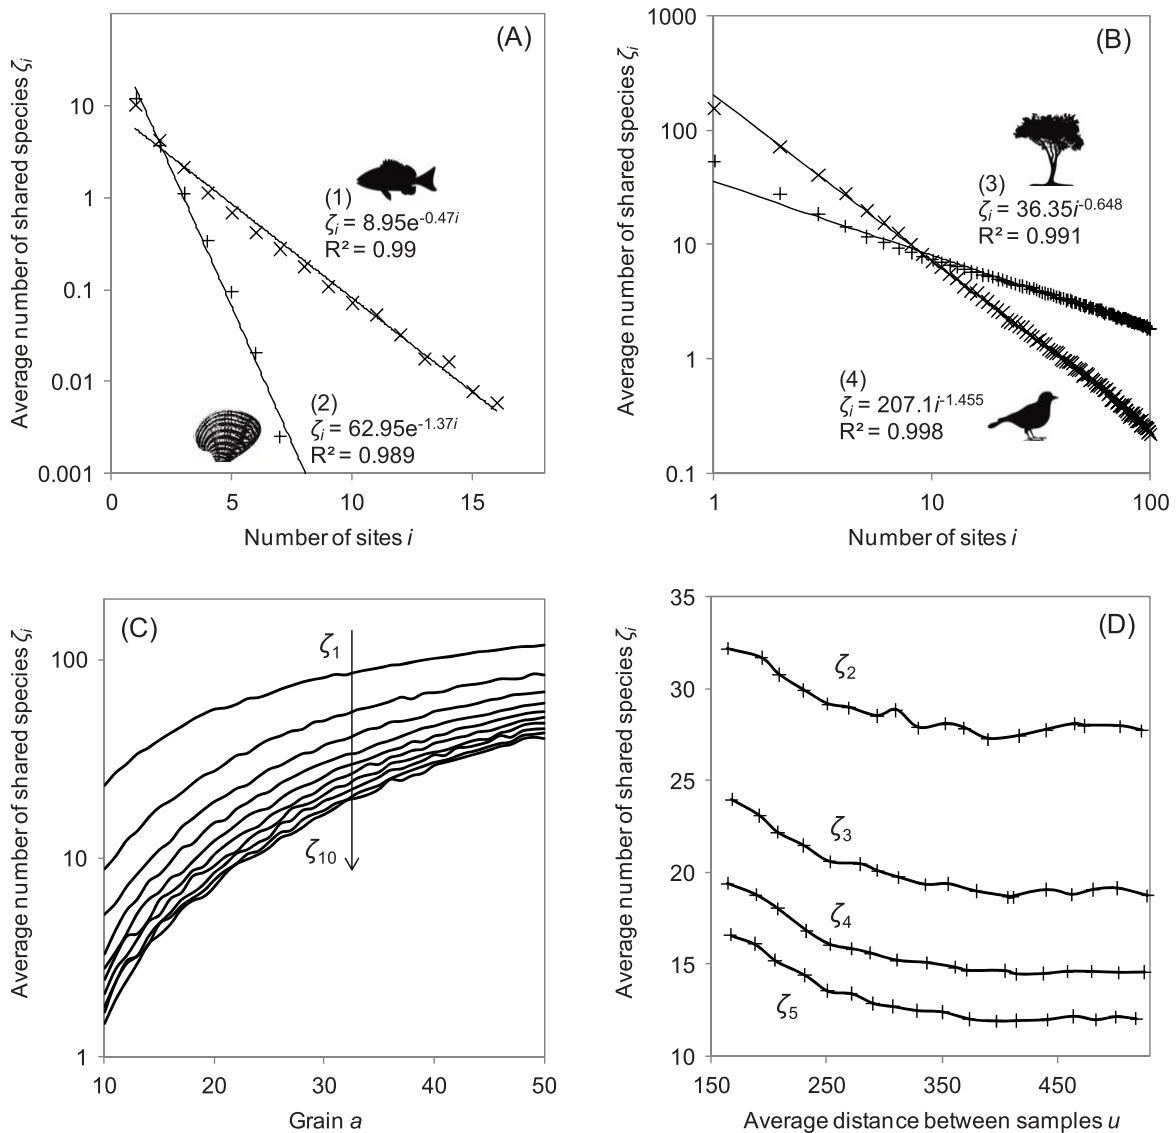 (A)
Average number of shared species ζi
10
1
0.1
0.01
0.001
(1)
ζi = 8.95e-0.47i
R² = 0.99
(2)
ζi = 62.95e-1.37i
R² = 0.989
0 5 10 15
Number of sites i
(B)
Average number of shared species ζi
1000
100
10
1
0.1
(3)
ζi = 36.35i-0.648
R² = 0.991
(4)
ζi = 207.1i-1.455
R² = 0.998
1 10 100
Number of sites i
(C)
Average number of shared species ζi
100
10
1
ζ1
ζ10
10 20 30 40 50
Grain a
(D)
Average number of shared species ζi
35
30
25
20
15
10
ζ2
ζ3
ζ4
ζ5
150 250 350 450
Average distance between samples u